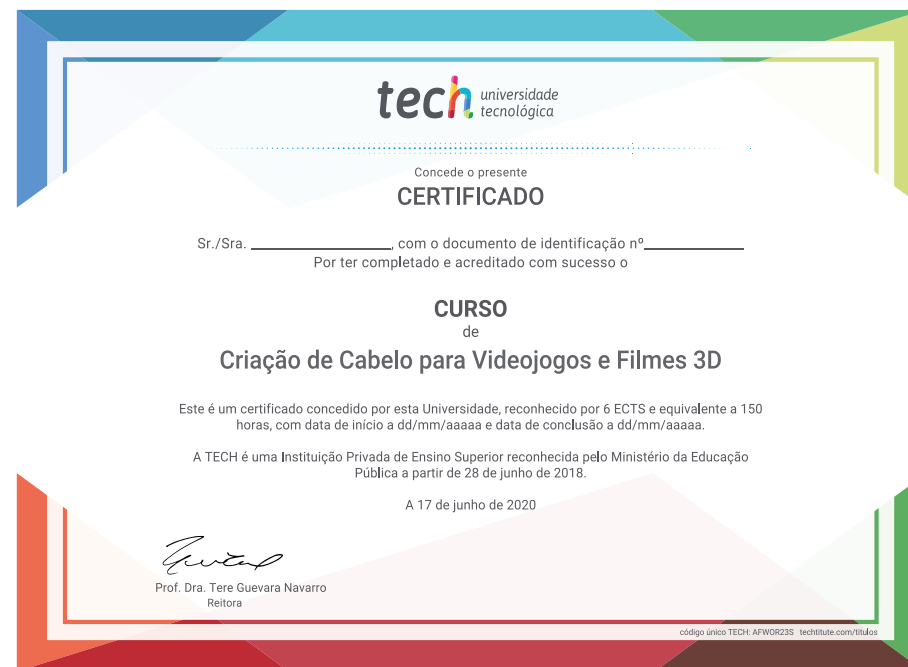 tech universidade
tecnológica
Concede o presente
CERTIFICADO
Sr./Sra. ____________________, com o documento de identificação nº______________
Por ter completado e acreditado com sucesso o
CURSO
de
Criação de Cabelo para Videojogos e Filmes 3D
Este é um certificado concedido por esta Universidade, reconhecido por 6 ECTS e equivalente a 150
horas, com data de início a dd/mm/aaaaa e data de conclusão a dd/mm/aaaaa.
A TECH é uma Instituição Privada de Ensino Superior reconhecida pelo Ministério da Educação
Pública a partir de 28 de junho de 2018.
A 17 de junho de 2020
Prof. Dra. Tere Guevara Navarro
Reitora
código único TECH: AFWOR23S techtitute.com/titulos